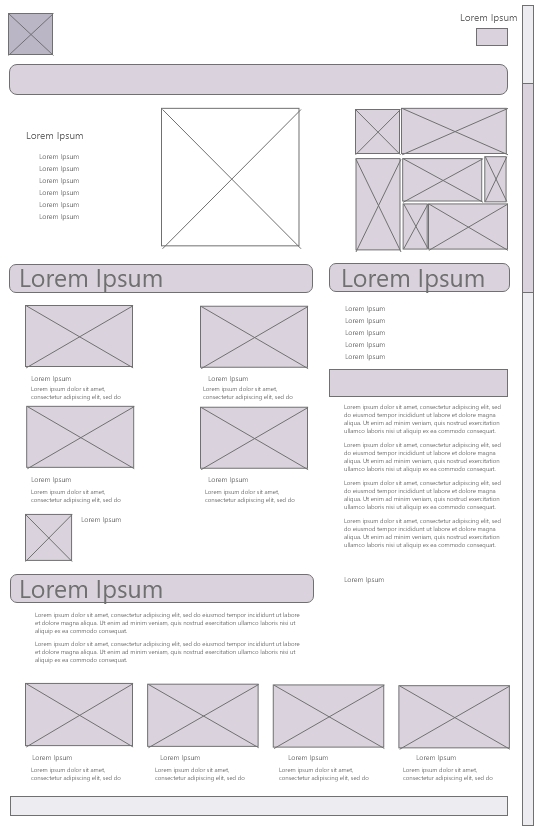 Lorem Ipsum
Lorem Ipsum
Lorem Ipsum
Lorem Ipsum
Lorem Ipsum
Lorem Ipsum
Lorem Ipsum
Lorem Ipsum
Lorem Ipsum
Lorem Ipsum
Lorem ipsum dolor sit amet,
consectetur adipiscing elit, sed do
Lorem Ipsum
Lorem ipsum dolor sit amet,
consectetur adipiscing elit, sed do
Lorem Ipsum
Lorem ipsum dolor sit amet,
consectetur adipiscing elit, sed do
Lorem Ipsum
Lorem ipsum dolor sit amet,
consectetur adipiscing elit, sed do
Lorem Ipsum
Lorem Ipsum
Lorem Ipsum
Lorem Ipsum
Lorem Ipsum
Lorem Ipsum
Lorem ipsum dolor sit amet, consectetur adipiscing elit, sed
do eiusmod tempor incididunt ut labore et dolore magna
aliqua. Ut enim ad minim veniam, quis nostrud exercitation
ullamco laboris nisi ut aliquip ex ea commodo consequat.
Lorem ipsum dolor sit amet, consectetur adipiscing elit, sed
do eiusmod tempor incididunt ut labore et dolore magna
aliqua. Ut enim ad minim veniam, quis nostrud exercitation
ullamco laboris nisi ut aliquip ex ea commodo consequat.
Lorem ipsum dolor sit amet, consectetur adipiscing elit, sed
do eiusmod tempor incididunt ut labore et dolore magna
aliqua. Ut enim ad minim veniam, quis nostrud exercitation
ullamco laboris nisi ut aliquip ex ea commodo consequat.
Lorem ipsum dolor sit amet, consectetur adipiscing elit, sed
do eiusmod tempor incididunt ut labore et dolore magna
aliqua. Ut enim ad minim veniam, quis nostrud exercitation
ullamco laboris nisi ut aliquip ex ea commodo consequat.
Lorem Ipsum
Lorem Ipsum
Lorem ipsum dolor sit amet, consectetur adipiscing elit, sed do eiusmod tempor incididunt ut labore
et dolore magna aliqua. Ut enim ad minim veniam, quis nostrud exercitation ullamco laboris nisi ut
aliquip ex ea commodo consequat.
Lorem ipsum dolor sit amet, consectetur adipiscing elit, sed do eiusmod tempor incididunt ut labore
et dolore magna aliqua. Ut enim ad minim veniam, quis nostrud exercitation ullamco laboris nisi ut
aliquip ex ea commodo consequat.
Lorem Ipsum
Lorem ipsum dolor sit amet,
consectetur adipiscing elit, sed do
Lorem Ipsum
Lorem ipsum dolor sit amet,
consectetur adipiscing elit, sed do
Lorem Ipsum
Lorem ipsum dolor sit amet,
consectetur adipiscing elit, sed do
Lorem Ipsum
Lorem ipsum dolor sit amet,
consectetur adipiscing elit, sed do